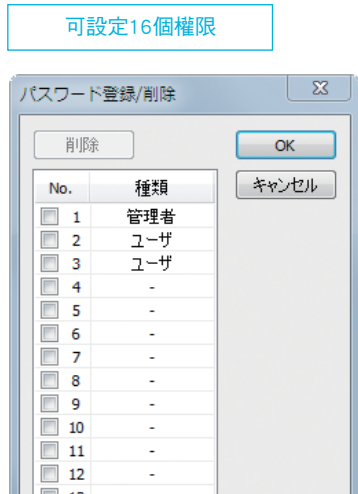 可設定16個權限
パスワード登録/削除
削除
OK
キャンセル
No. 種類
1 管理者
2 ユーザ
3 ユーザ
4 -
5 -
6 -
7 -
8 -
9 -
10 -
11 -
12 -